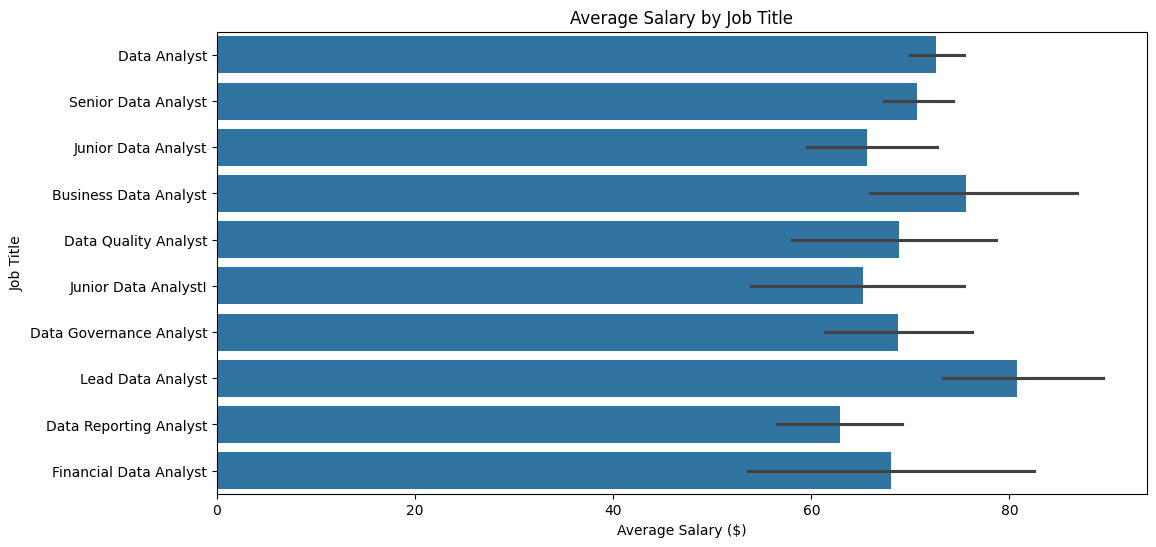 Average Salary by Job Title
Job Title
Data Analyst
Senior Data Analyst
Junior Data Analyst
Business Data Analyst
Data Quality Analyst
Junior Data AnalystI
Data Governance Analyst
Lead Data Analyst
Data Reporting Analyst
Financial Data Analyst
0 20 40 60 80
Average Salary ($)